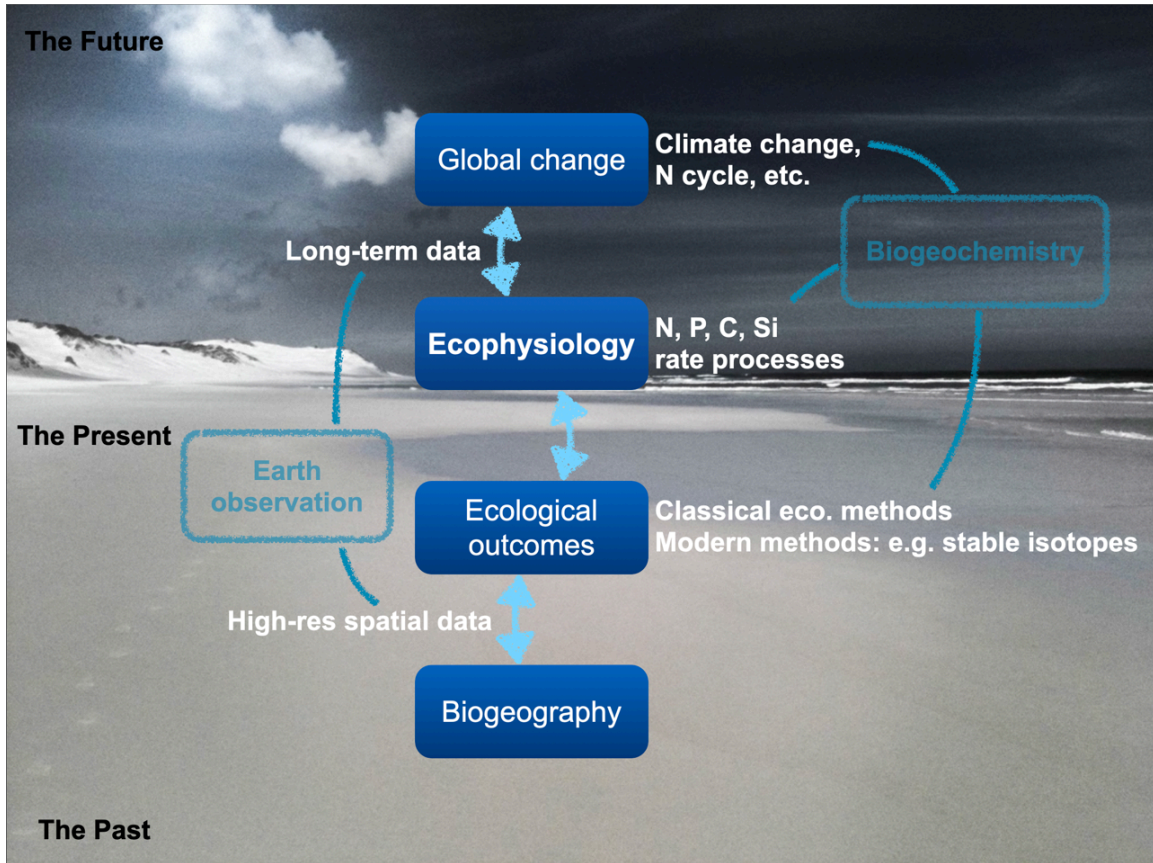 The Future
Global change
Climate change,
N cycle, etc.
Long-term data
Biogeochemistry
Ecophysiology
N, P, C, Si
rate processes
The Present
Earth
observation
Ecological
outcomes
Classical eco. methods
Modern methods: e.g. stable isotopes
High-res spatial data
Biogeography
The Past